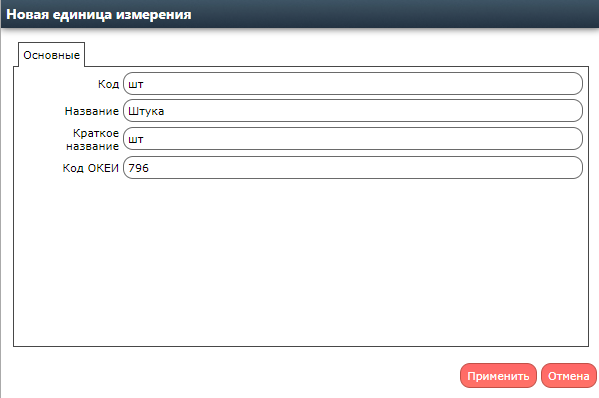 Новая единица измерения
Основные
Код шт
Название Штука
Краткое
название шт
Код ОКЕИ 796
Применить Отмена